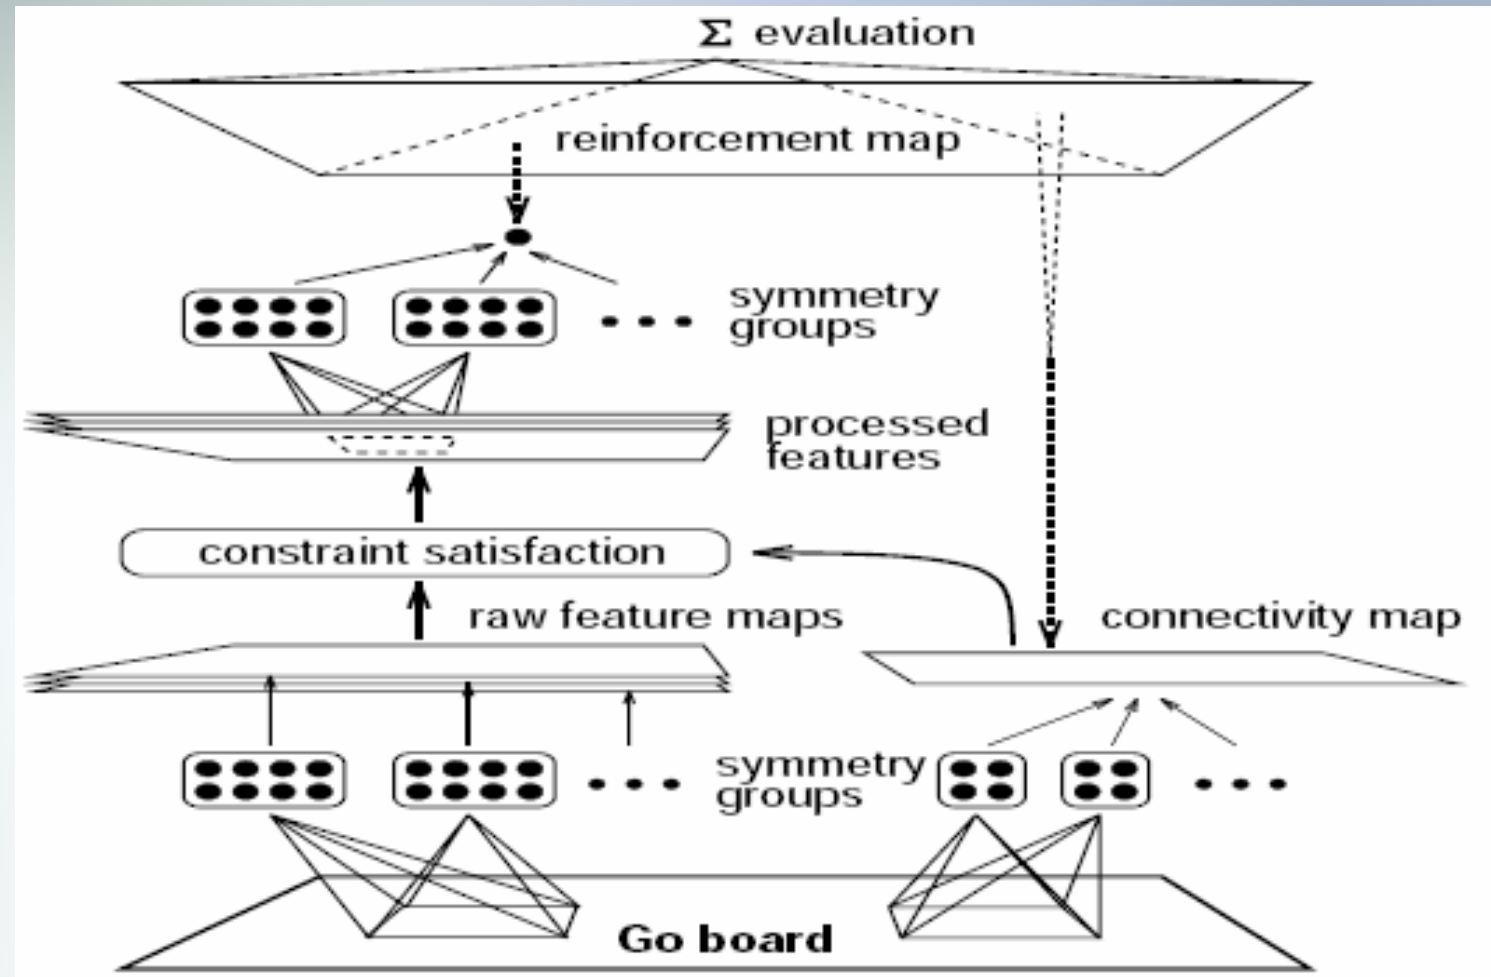 Σ evaluation
reinforcement map
symmetry
groups
processed
features
constraint satisfaction
raw feature maps
connectivity map
symmetry
groups
Go board